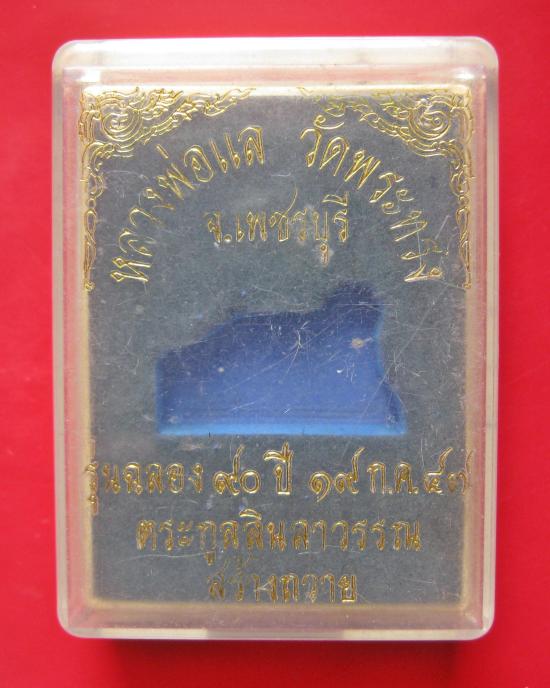 หลวงพ่อแล วัดพระทรง
จ.เพชรบุรี
รุ่นฉลอง ๙๐ ปี ๑๙ ก.ค. ๔๗
ตระกูลสินลาวรรณ
สร้างถวาย